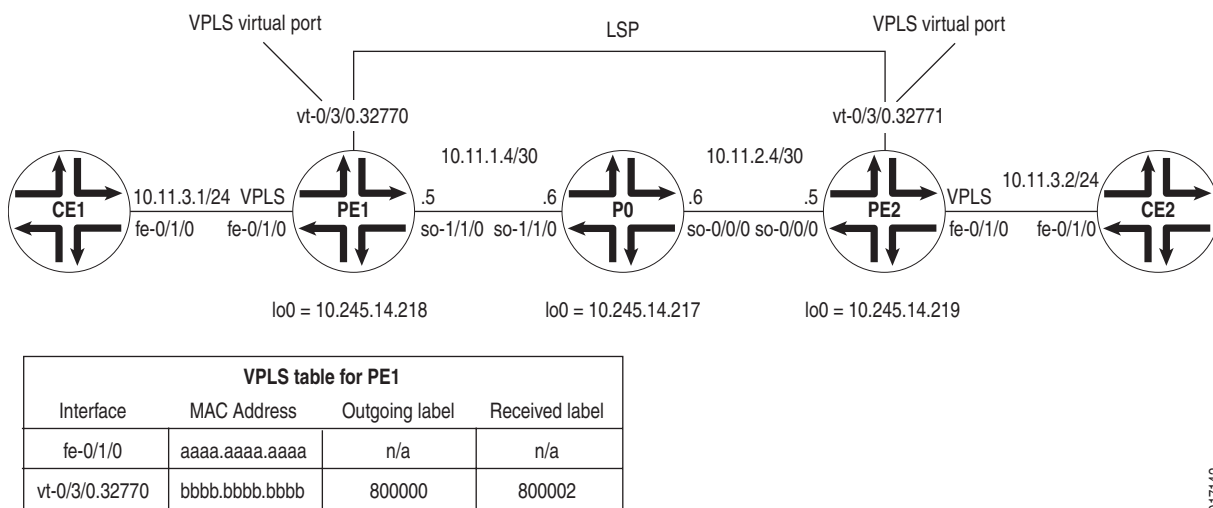 VPLS virtual port
LSP
VPLS virtual port
vt-0/3/0.32770
vt-0/3/0.32771
10.11.1.4/30
10.11.2.4/30
CE1
10.11.3.1/24 VPLS
fe-0/1/0 fe-0/1/0
PE1
.5 .6
so-1/1/0 so-1/1/0
P0
.6 .5
so-0/0/0 so-0/0/0
PE2
VPLS 10.11.3.2/24
fe-0/1/0 fe-0/1/0
CE2
lo0 = 10.245.14.218
lo0 = 10.245.14.217
lo0 = 10.245.14.219
VPLS table for PE1
Interface MAC Address Outgoing label Received label
fe-0/1/0 aaaa.aaaa.aaaa n/a n/a
vt-0/3/0.32770 bbbb.bbbb.bbbb 800000 800002